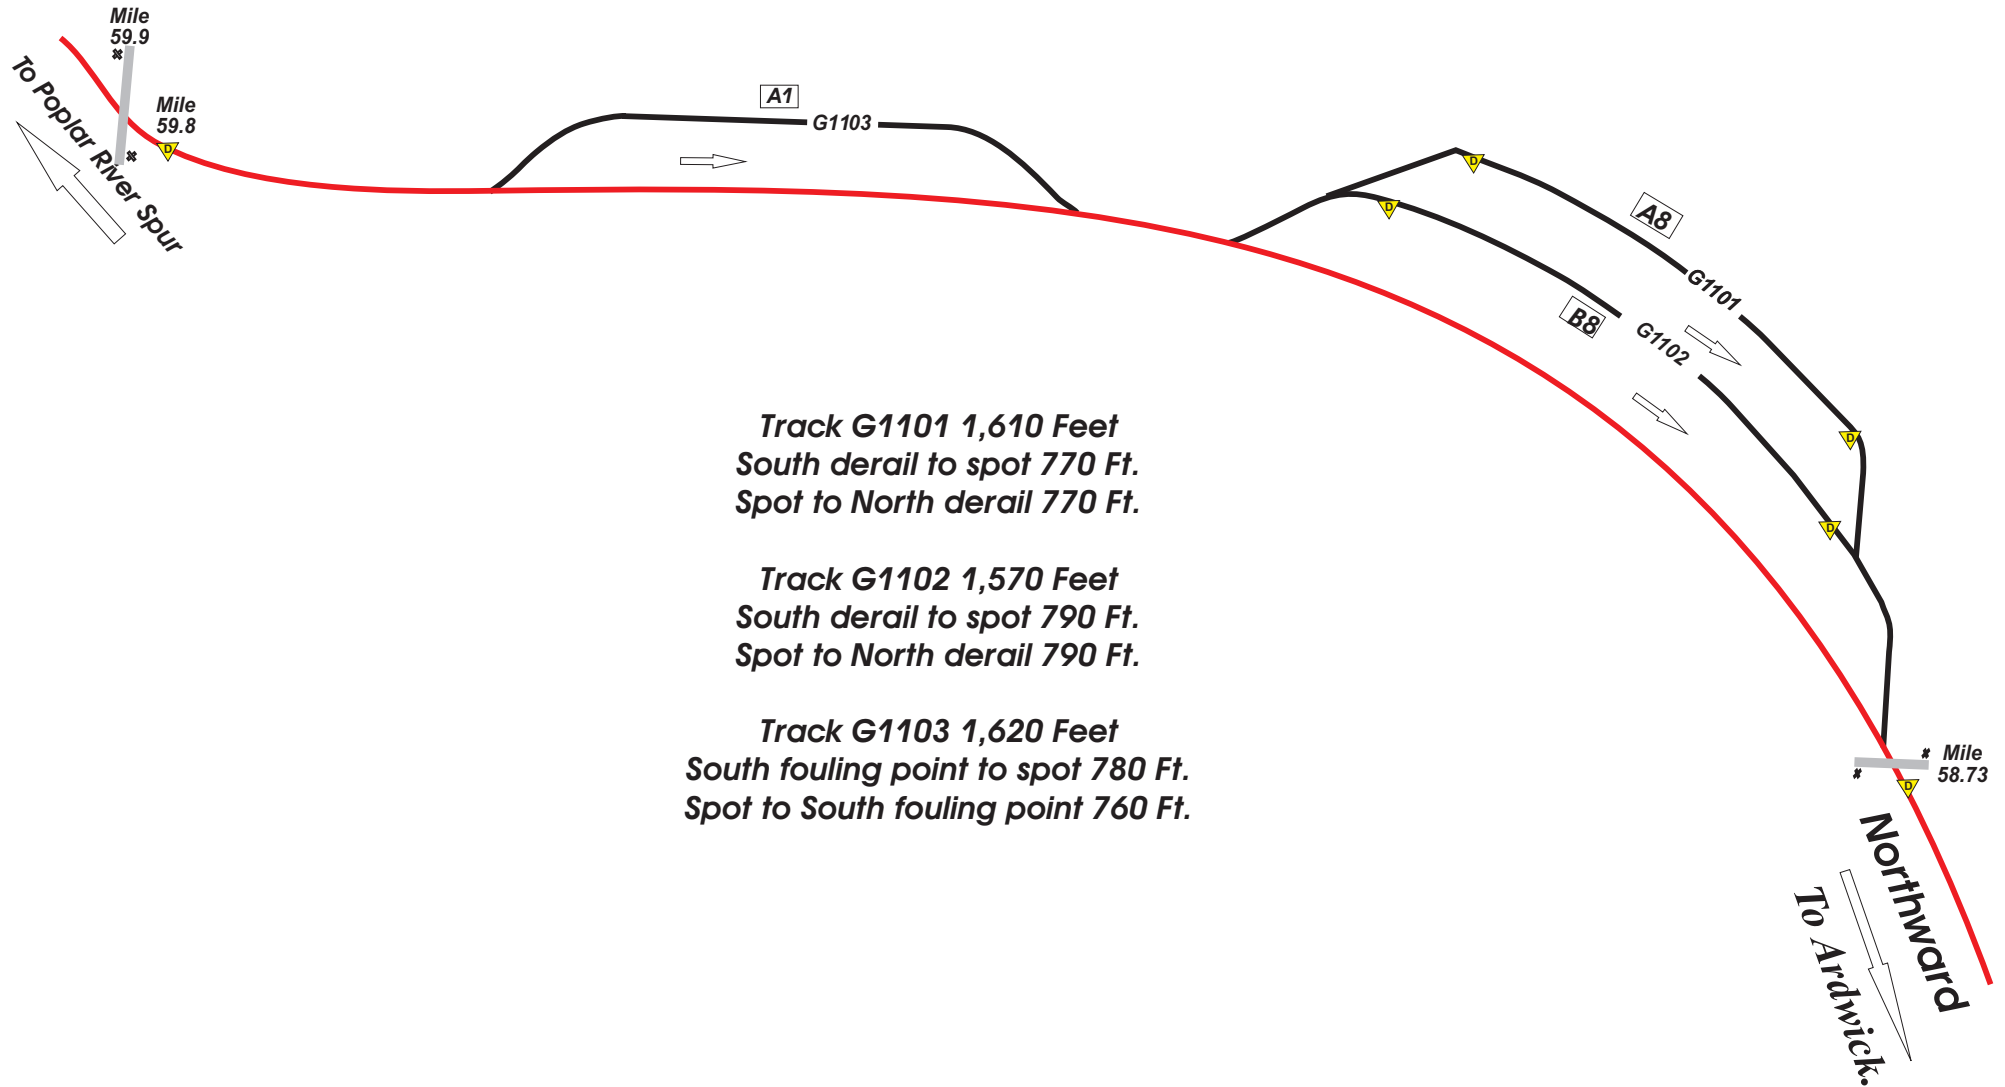 Mile
59.9
To Poplar River Spur
Mile
59.8
D
A1
G1103
D
D
A8
G1101
B8
G1102
D
D
Track G1101 1,610 Feet
South derail to spot 770 Ft.
Spot to North derail 770 Ft.
Track G1102 1,570 Feet
South derail to spot 790 Ft.
Spot to North derail 790 Ft.
Track G1103 1,620 Feet
South fouling point to spot 780 Ft.
Spot to South fouling point 760 Ft.
Mile
58.73
D
Northward
To Ardwick.